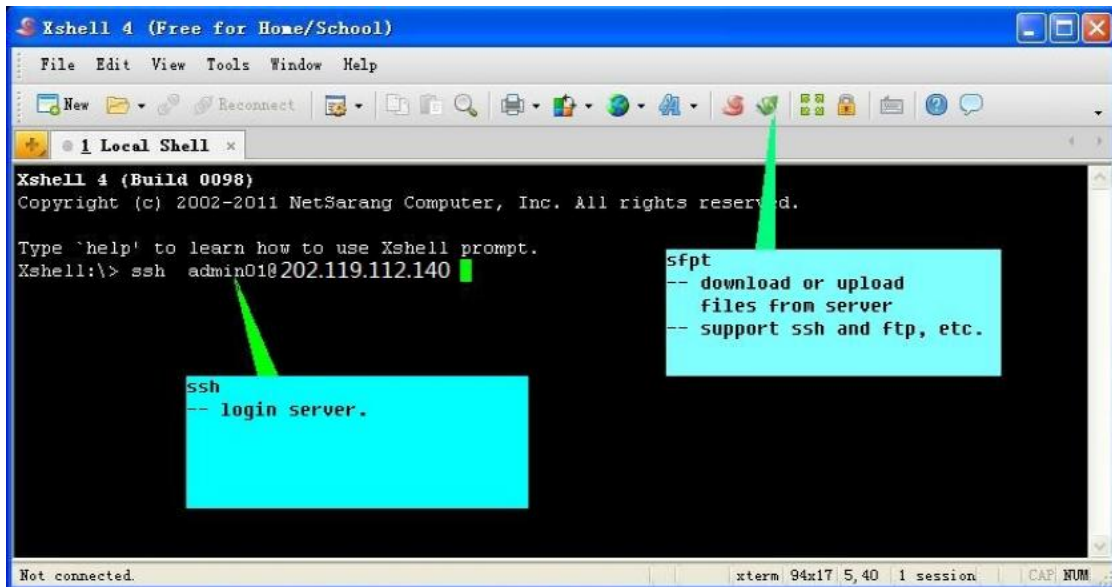 Xshell 4 (Free for Home/School)
File Edit View Tools Window Help
New Reconnect
1 Local Shell ×
Xshell 4 (Build 0098)
Copyright (c) 2002-2011 NetSarang Computer, Inc. All rights reserved.
Type `help' to learn how to use Xshell prompt.
Xshell:\> ssh admin01@202.119.112.140
sfpt
-- download or upload
files from server
-- support ssh and ftp, etc.
ssh
-- login server.
Not connected. xterm 94x17 5,40 1 session CAP NUM